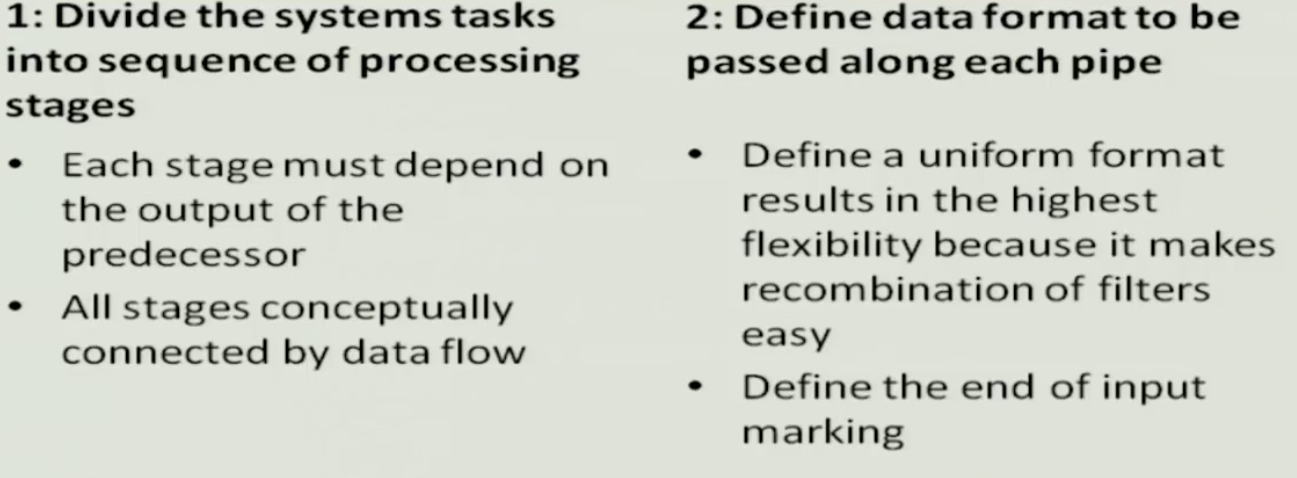 1: Divide the systems tasks
into sequence of processing
stages
• Each stage must depend on
the output of the
predecessor
• All stages conceptually
connected by data flow
2: Define data format to be
passed along each pipe
• Define a uniform format
results in the highest
flexibility because it makes
recombination of filters
easy
• Define the end of input
marking